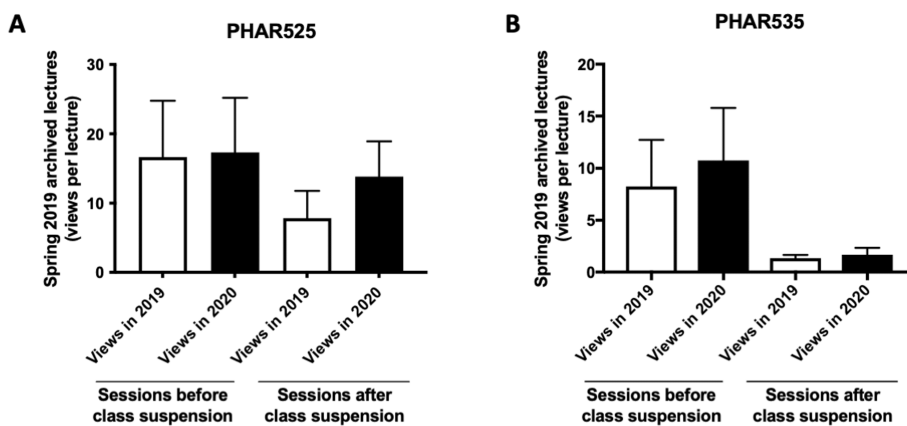 A
PHAR525
Spring 2019 archived lectures
(views per lecture)
30
20
10
0
Views in 2019
Views in 2020
Views in 2019
Views in 2020
Sessions before
class suspension
Sessions after
class suspension
B
PHAR535
Spring 2019 archived lectures
(views per lecture)
20
15
10
5
0
Views in 2019
Views in 2020
Views in 2019
Views in 2020
Sessions before
class suspension
Sessions after
class suspension